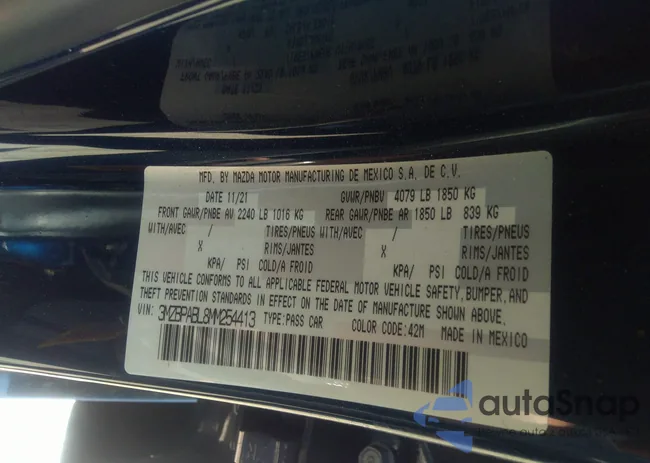 MFD. BY MAZDA MOTOR MANUFACTURING DE MEXICO S.A. DE C.V.
DATE 11/21 GVWR/PNBV 4079 LB 1850 KG
FRONT GAWR/PNBE AV 2240 LB 1016 KG REAR GAWR/PNBE AR 1850 LB 839 KG
WITH/AVEC / TIRES/PNEUS WITH/AVEC / TIRES/PNEUS
X RIMS/JANTES X RIMS/JANTES
KPA/ PSI COLD/A FROID KPA/ PSI COLD/A FROID
THIS VEHICLE CONFORMS TO ALL APPLICABLE FEDERAL MOTOR VEHICLE SAFETY, BUMPER, AND
THEFT PREVENTION STANDARDS IN EFFECT ON THE DATE OF MANUFACTURE SHOWN ABOVE.
VIN: 3MZBPABL8MM254413 TYPE:PASS CAR COLOR CODE:42M MADE IN MEXICO
autoSnap